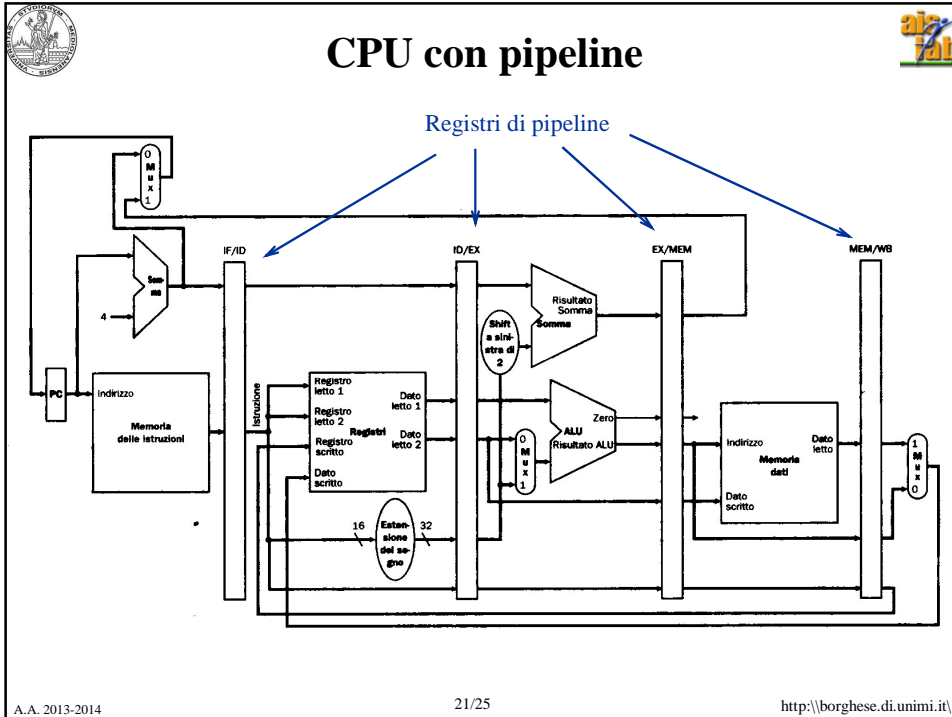 CPU con pipeline
Registri di pipeline
0
M
u
x
1
IF/ID
ID/EX
EX/MEM
MEM/WB
Som-
ma
4
Risultato
Somma
Somma
Shift
a sini-
stra di
2
PC
Indirizzo
Memoria
delle istruzioni
Istruzione
Registro
letto 1
Registro
letto 2
Registro
scritto
Dato
scritto
Registri
Dato
letto 1
Dato
letto 2
0
M
u
x
1
Zero
ALU
Risultato ALU
Indirizzo
Dato
letto
Memoria
dati
Dato
scritto
1
M
u
x
0
16
Esten-
sione
del se-
gno
32
A.A. 2013-2014
21/25
http:\\borghese.di.unimi.it\